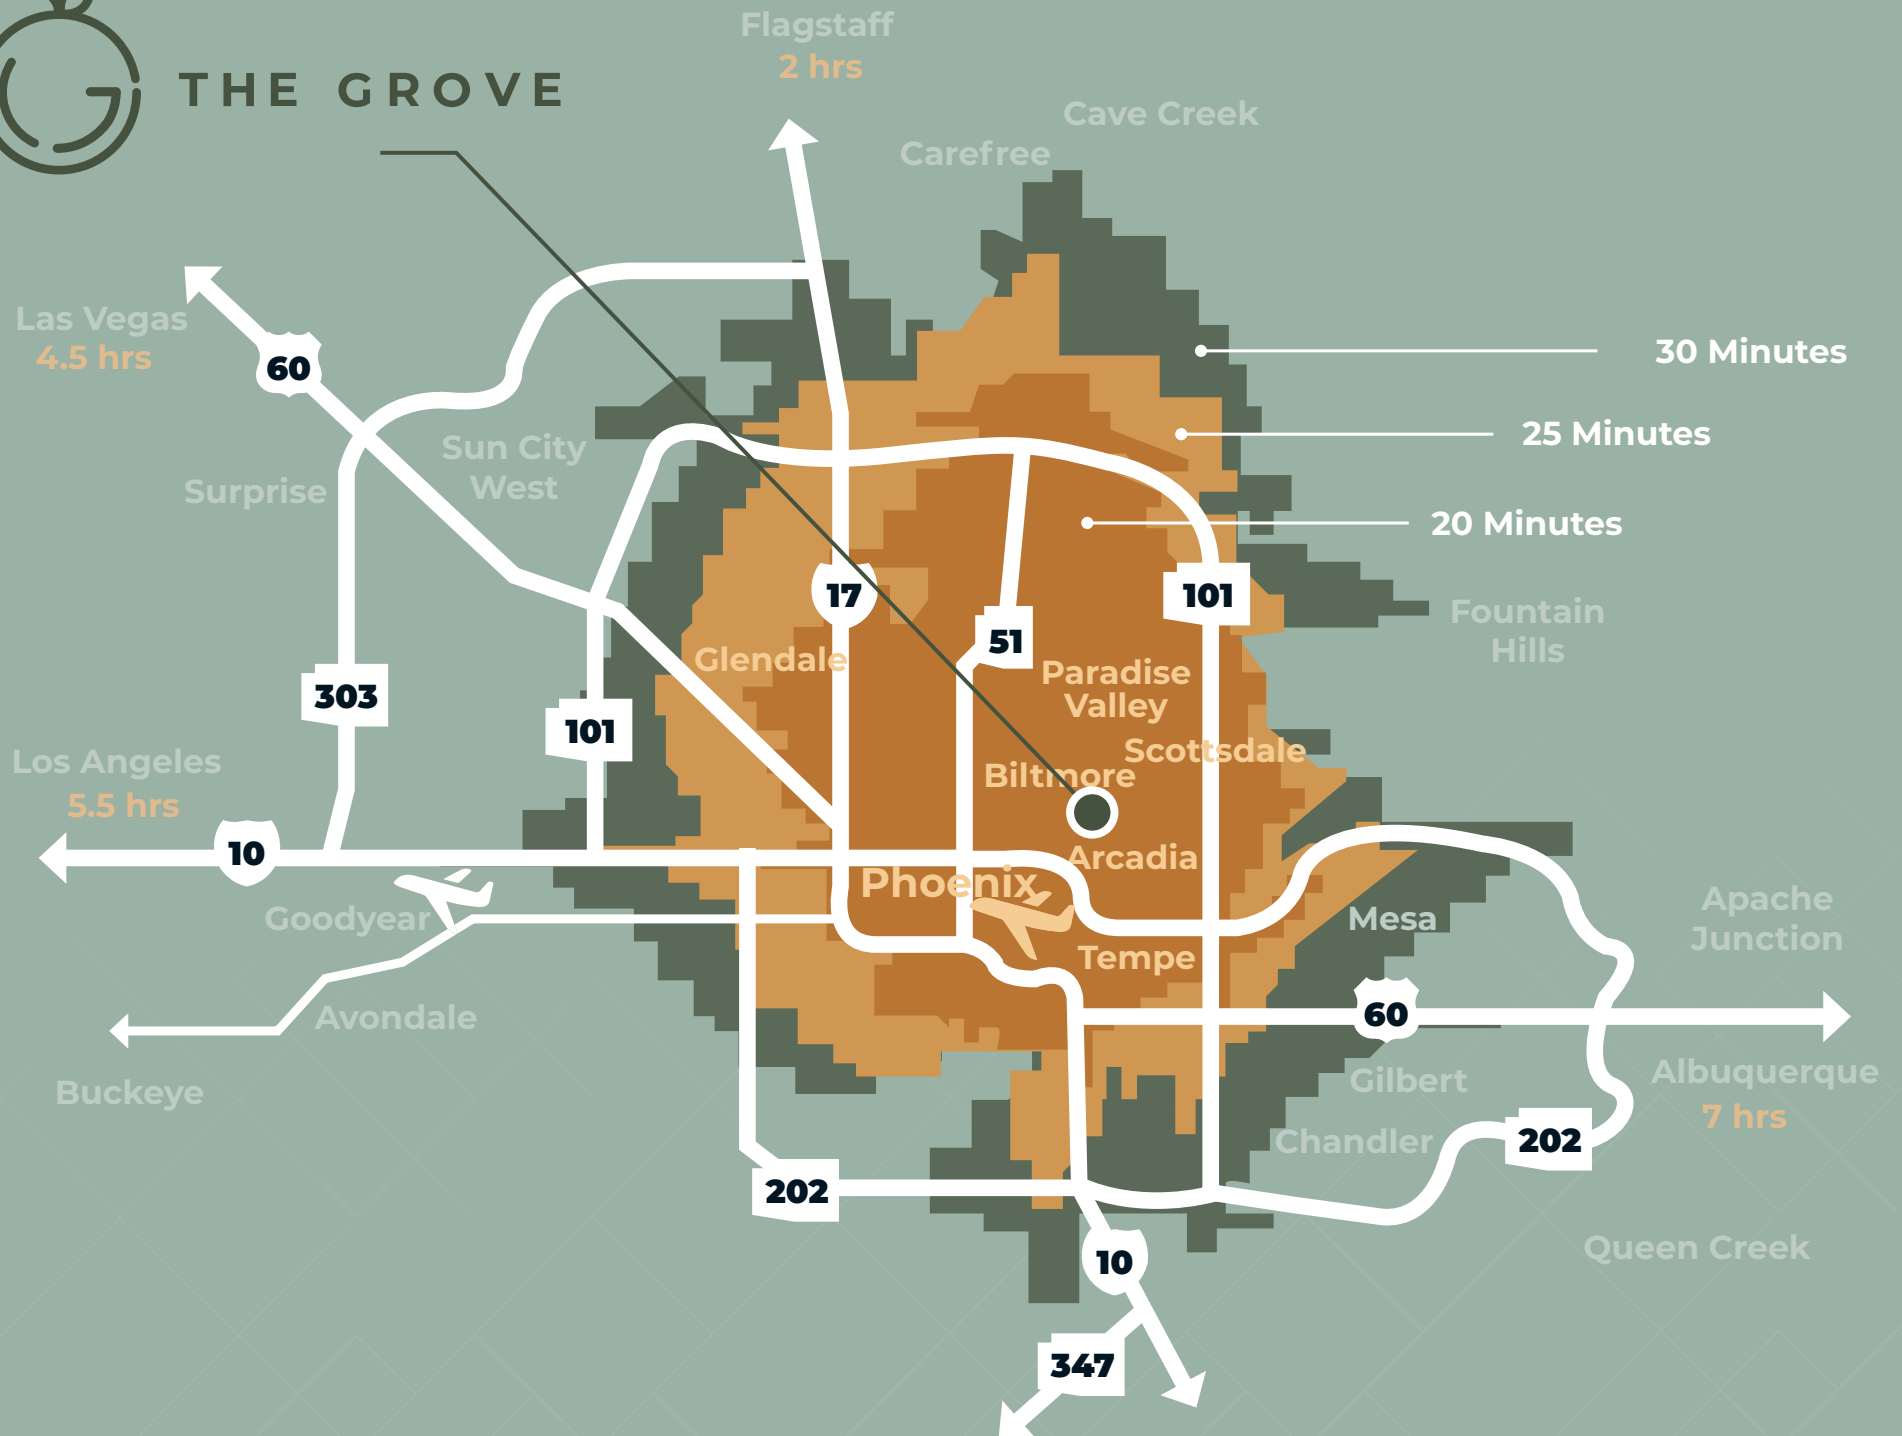 Flagstaff
2 hrs
THE GROVE
Cave Creek
Carefree
Las Vegas
4.5 hrs
60
30 Minutes
25 Minutes
Sun City
West
Surprise
20 Minutes
17
101
51
Fountain
Hills
Glendale
Paradise
Valley
303
101
Scottsdale
Biltmore
Los Angeles
5.5 hrs
10
Arcadia
Phoenix
Goodyear
Mesa
Apache
Junction
Tempe
Avondale
60
Buckeye
Gilbert
Albuquerque
7 hrs
Chandler
202
202
Queen Creek
10
347